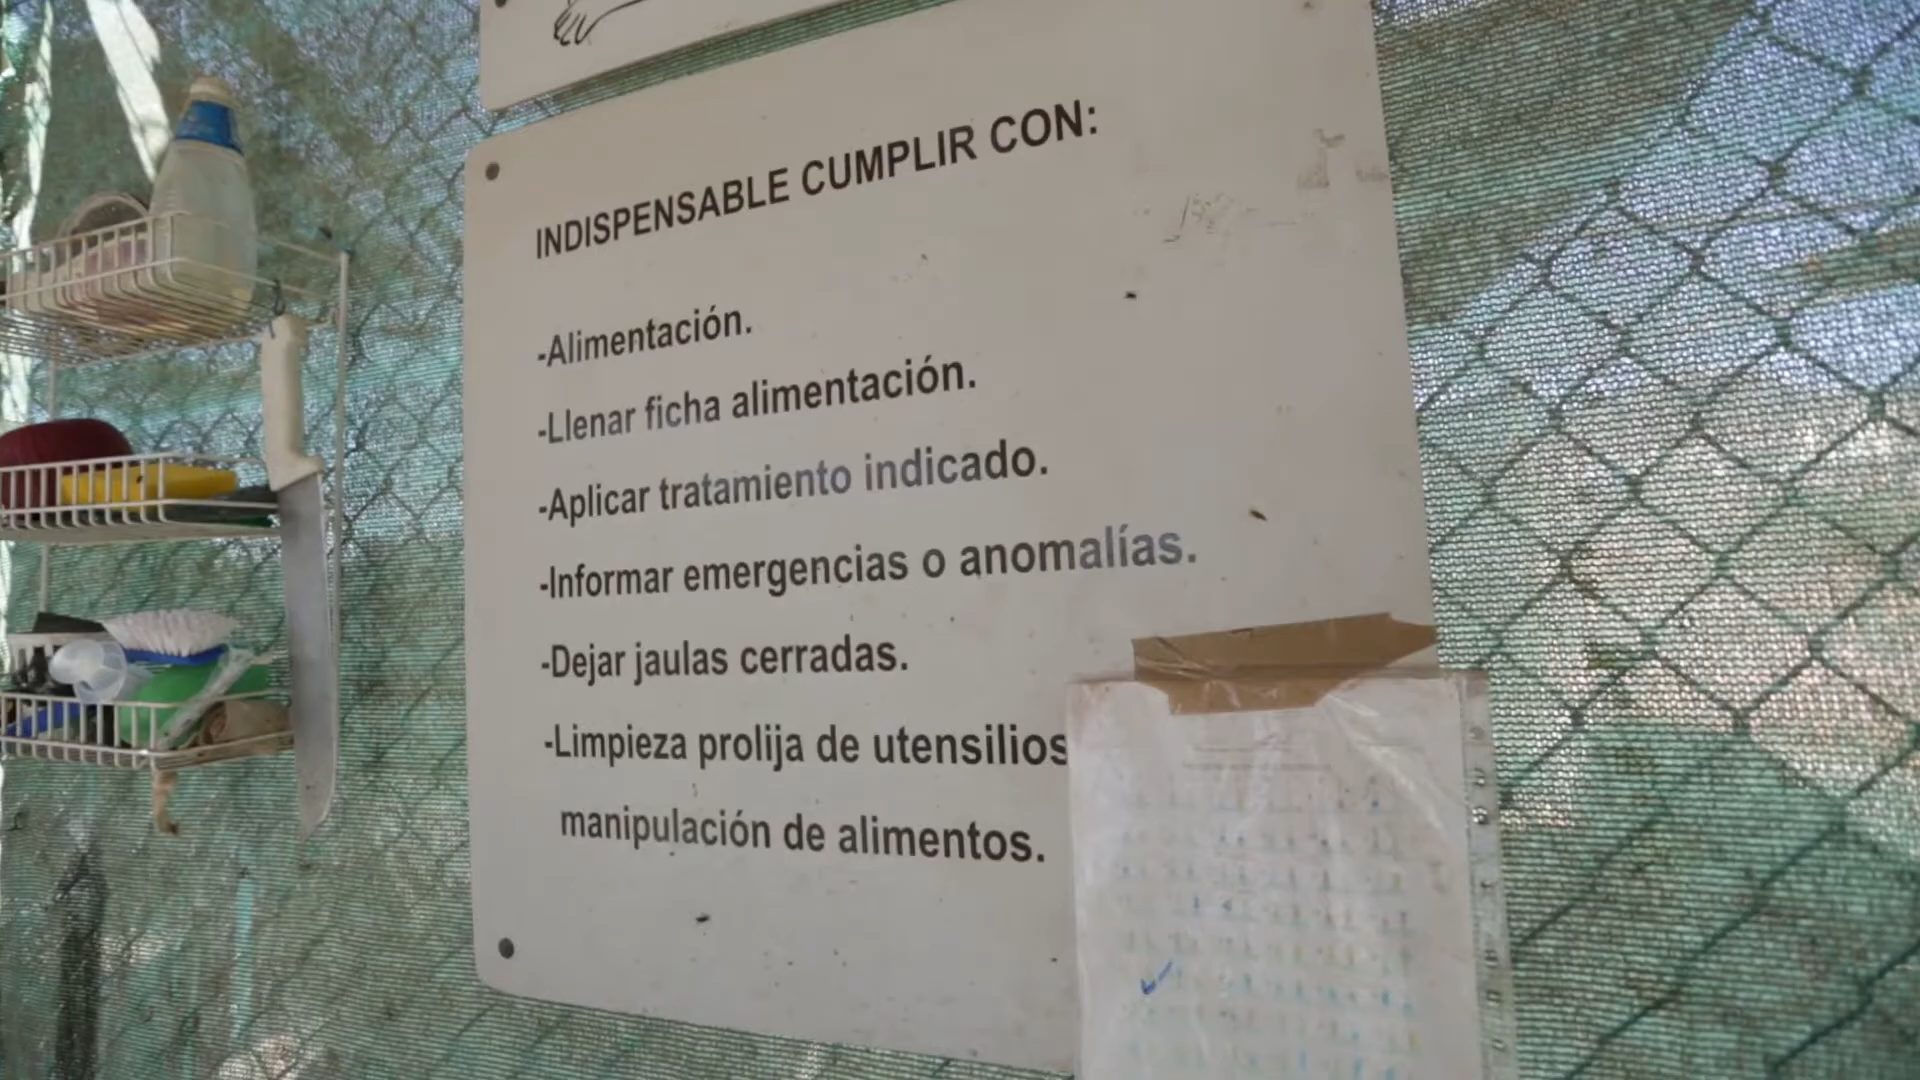 INDISPENSABLE CUMPLIR CON:
-Alimentación.
-Llenar ficha alimentación.
-Aplicar tratamiento indicado.
-Informar emergencias o anomalías.
-Dejar jaulas cerradas.
-Limpieza prolija de utensilios
manipulación de alimentos.